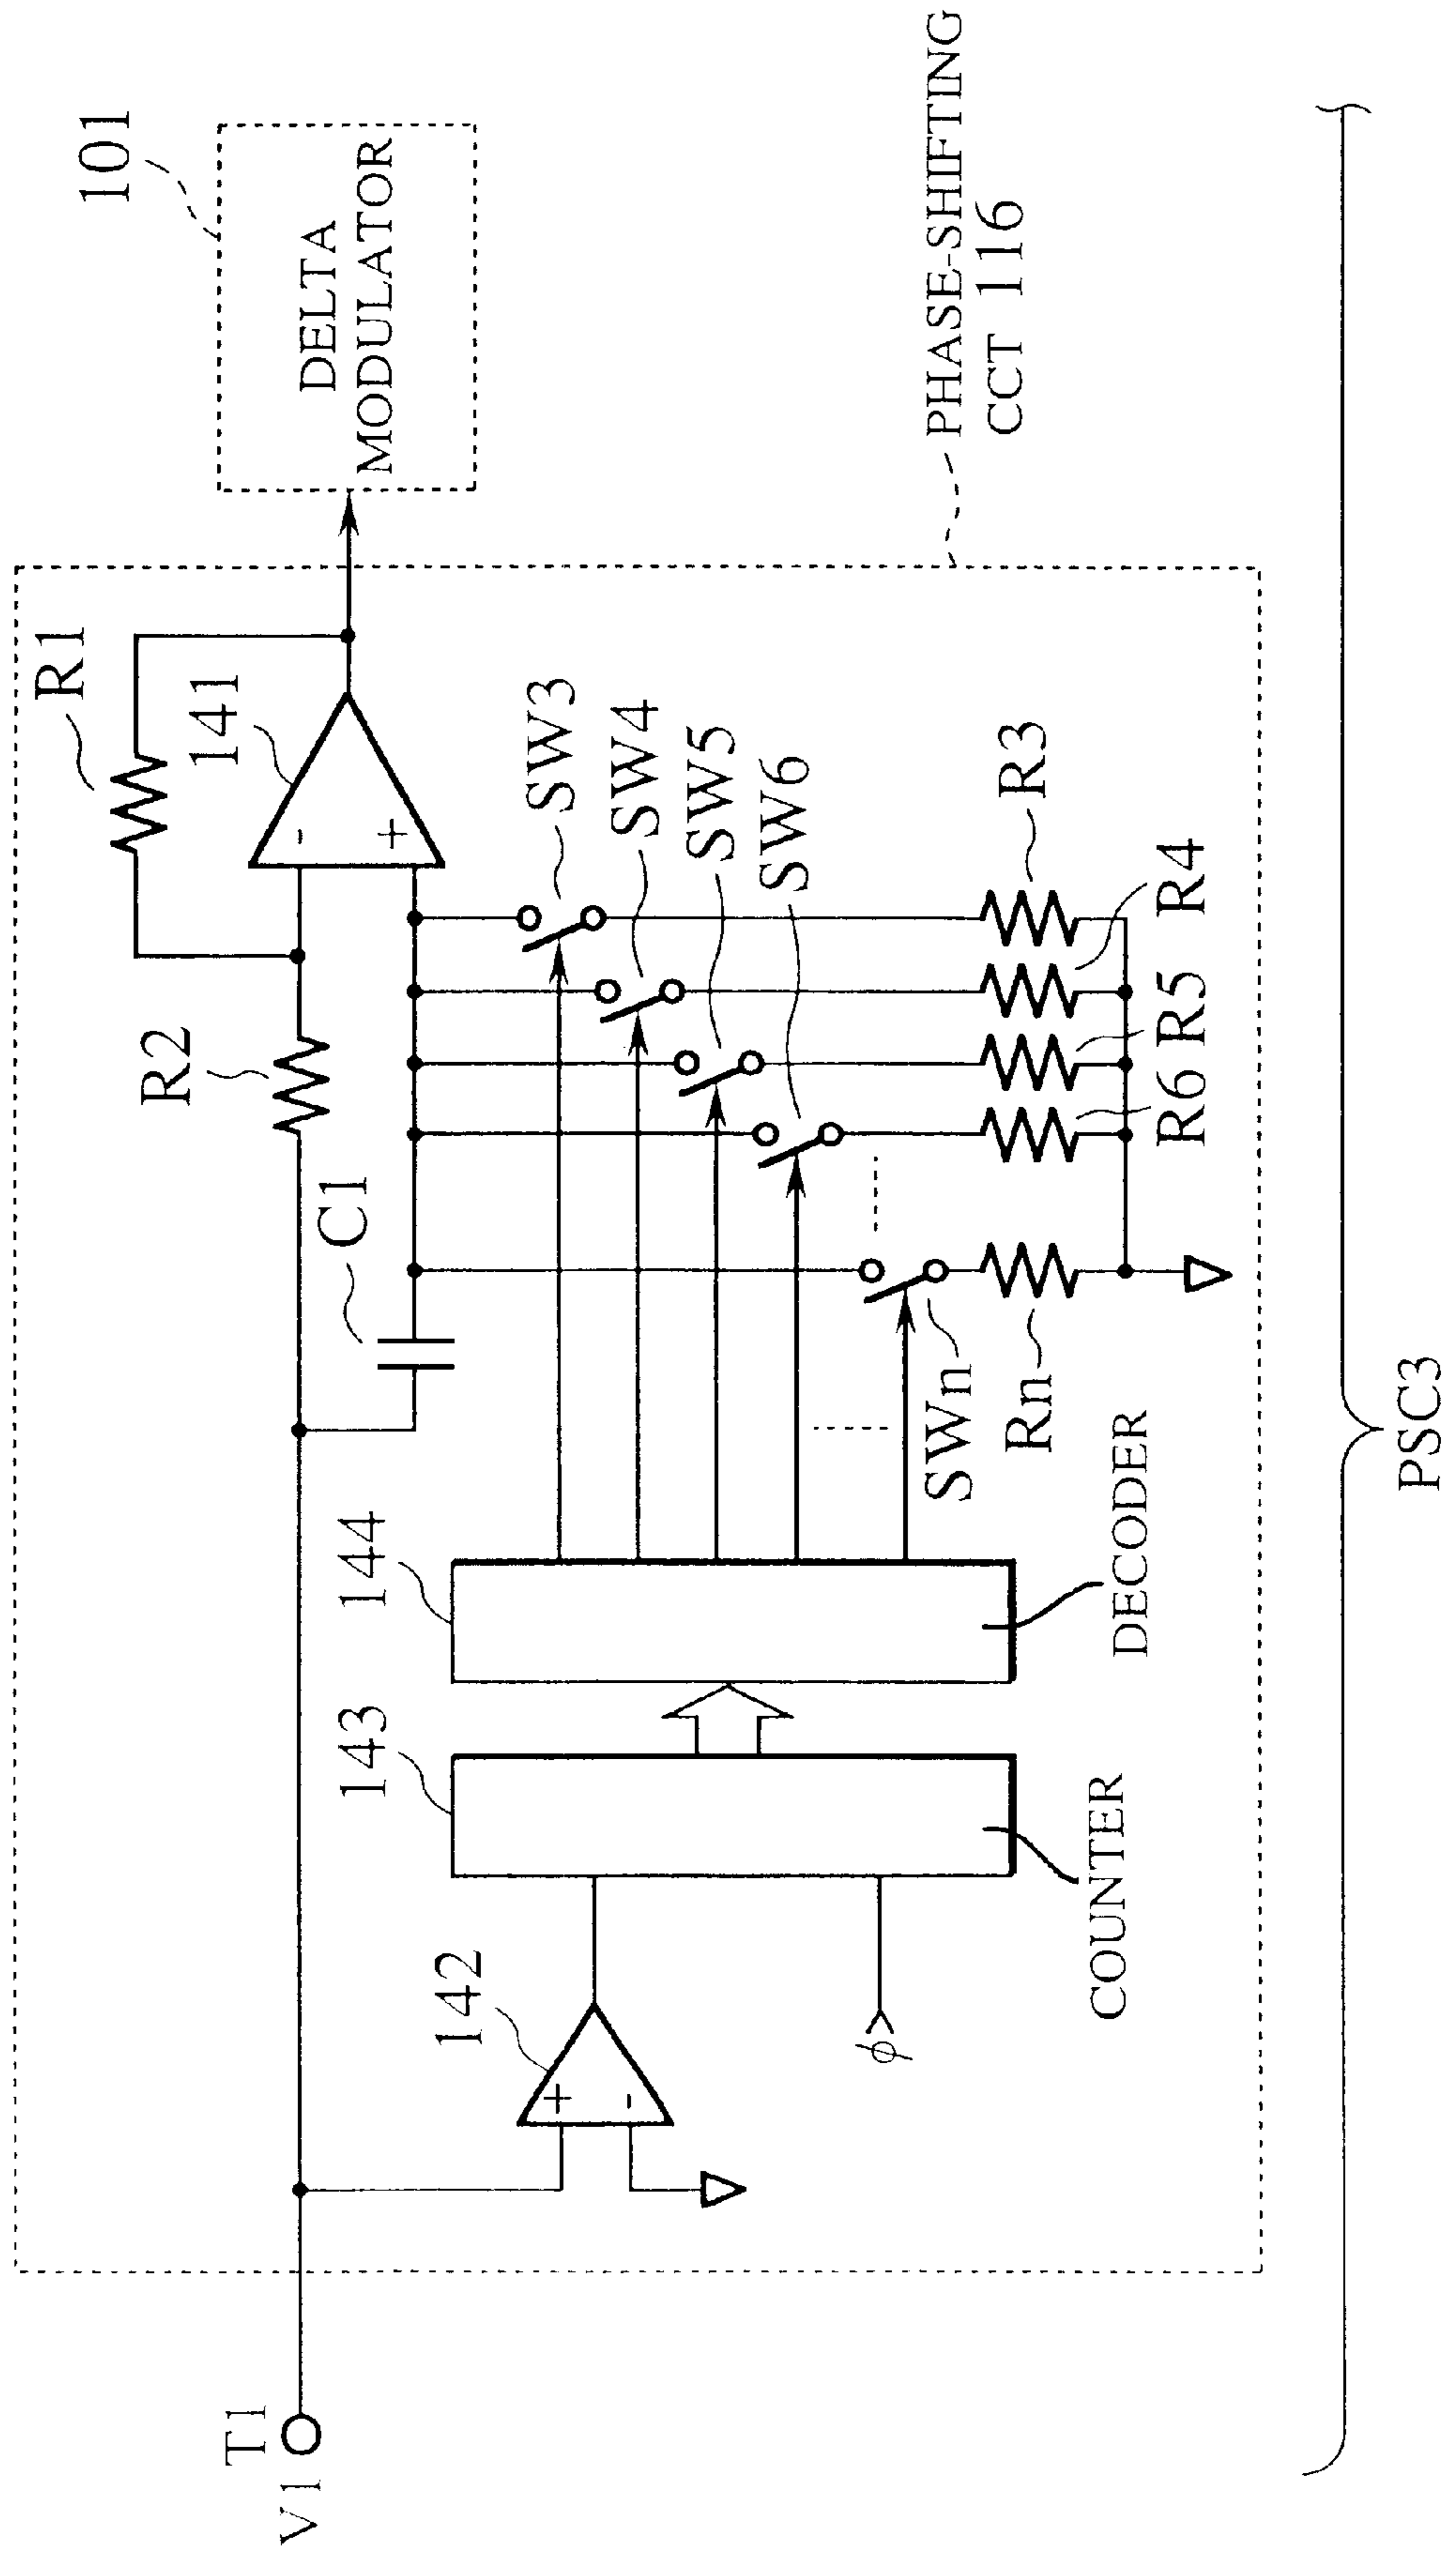 101
DELTA
MODULATOR
R1
141
-
+
R2
C1
SW3
SW4
SW5
SW6
SWn
R3
R4
R5
R6
Rn
PHASE-SHIFTING
CCT 116
144
DECODER
143
COUNTER
142
+
-
ϕ
T1
V1
PSC3